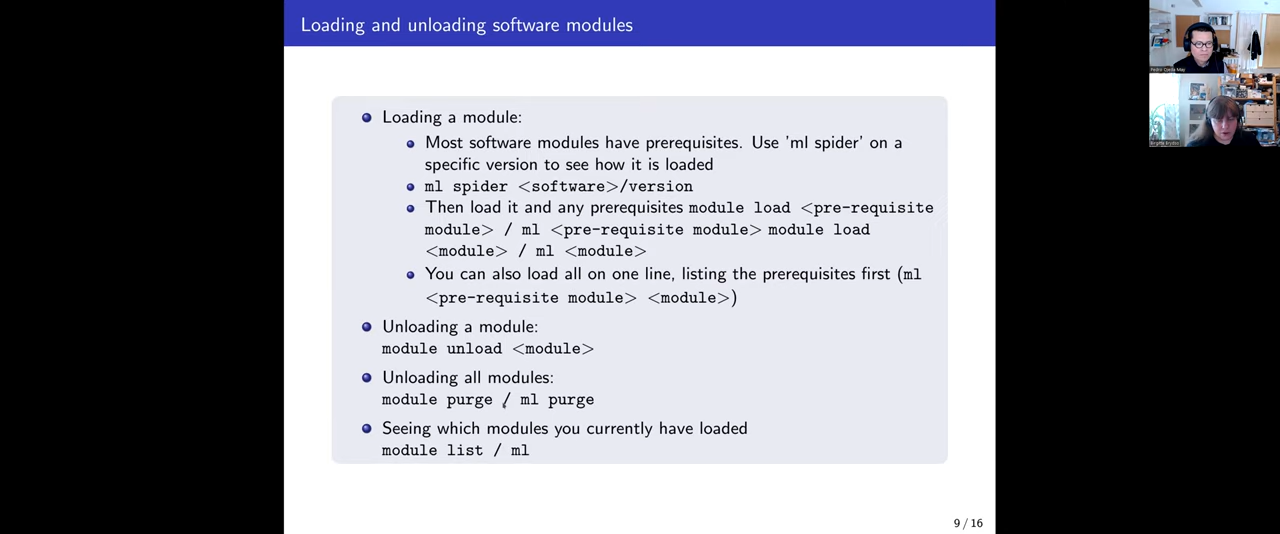 Loading and unloading software modules
Loading a module:
Most software modules have prerequisites. Use 'ml spider' on a
specific version to see how it is loaded
ml spider <software>/version
Then load it and any prerequisites module load <pre-requisite
module> / ml <pre-requisite module> module load
<module> / ml <module>
You can also load all on one line, listing the prerequisites first (ml
<pre-requisite module> <module>)
Unloading a module:
module unload <module>
Unloading all modules:
module purge / ml purge
Seeing which modules you currently have loaded
module list / ml
9 / 16